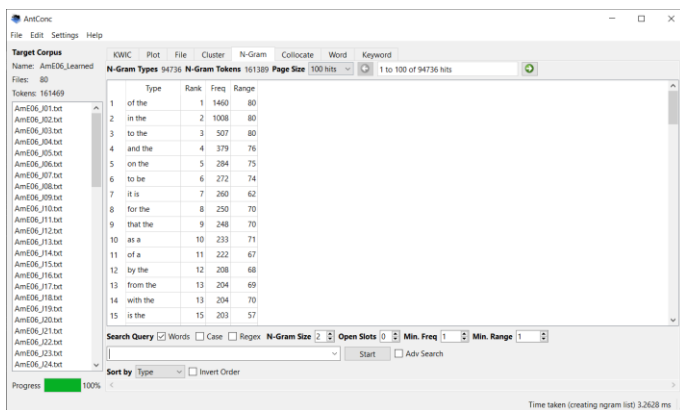 AntConc
File Edit Settings Help
Target Corpus
Name: AmE06_Learned
Files: 80
Tokens: 161469
AmE06_J01.txt
AmE06_J02.txt
AmE06_J03.txt
AmE06_J04.txt
AmE06_J05.txt
AmE06_J06.txt
AmE06_J07.txt
AmE06_J08.txt
AmE06_J09.txt
AmE06_J10.txt
AmE06_J11.txt
AmE06_J12.txt
AmE06_J13.txt
AmE06_J14.txt
AmE06_J15.txt
AmE06_J16.txt
AmE06_J17.txt
AmE06_J18.txt
AmE06_J19.txt
AmE06_J20.txt
AmE06_J21.txt
AmE06_J22.txt
AmE06_J23.txt
AmE06_J24.txt
Progress 100%
KWIC Plot File Cluster N-Gram Collocate Word Keyword
N-Gram Types 94736 N-Gram Tokens 161389 Page Size 100 hits 1 to 100 of 94736 hits
Type Rank Freq Range
1 of the 1 1460 80
2 in the 2 1008 80
3 to the 3 507 80
4 and the 4 379 76
5 on the 5 284 75
6 to be 6 272 74
7 it is 7 260 62
8 for the 8 250 70
9 that the 9 248 70
10 as a 10 233 71
11 of a 11 222 67
12 by the 12 208 68
13 from the 13 204 69
14 with the 13 204 70
15 is the 15 203 57
Search Query Words Case Regex N-Gram Size 2 Open Slots 0 Min. Freq 1 Min. Range 1
Start Adv Search
Sort by Type Invert Order
Time taken (creating ngram list) 3.2628 ms